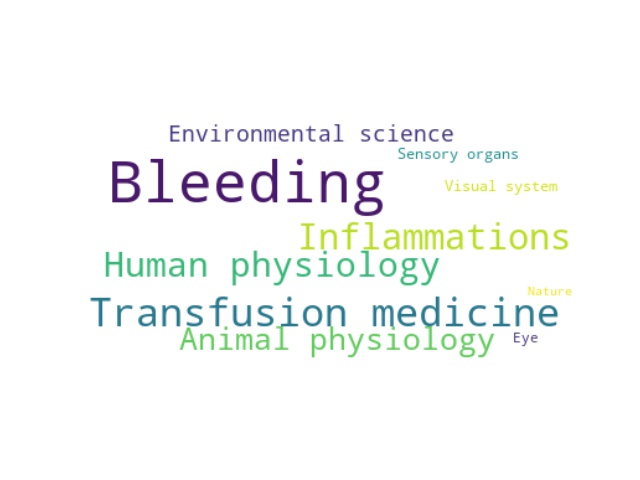 Environmental science
Sensory organs
Bleeding
Visual system
Inflammations
Human physiology
Nature
Transfusion medicine
Animal physiology
Eye